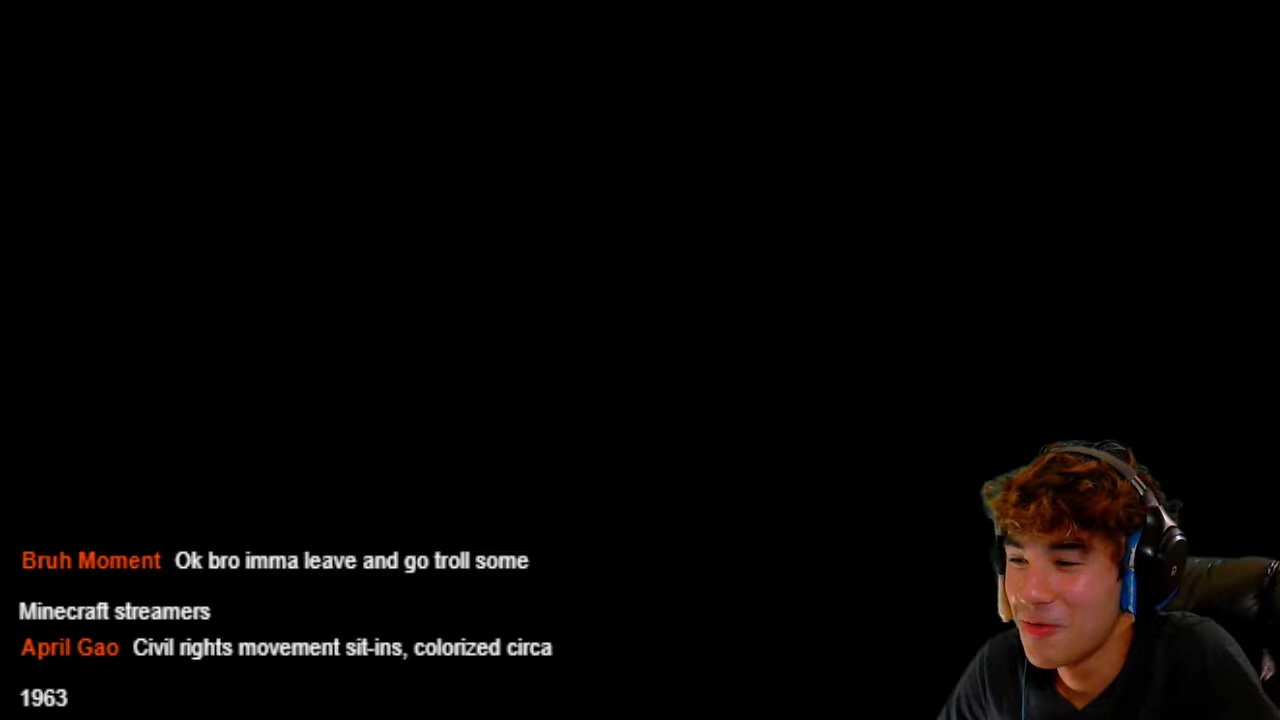 Bruh Moment Ok bro imma leave and go troll some
Minecraft streamers
April Gao Civil rights movement sit-ins, colorized circa
1963